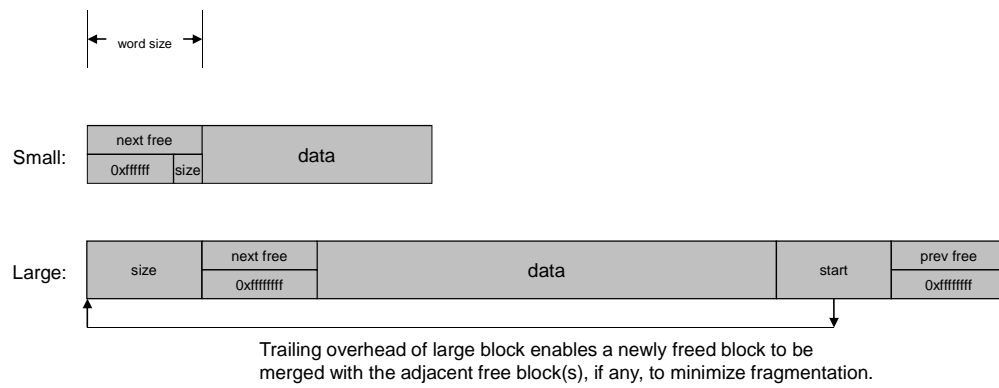 word size
Small:
next free
0xffffff
size
data
Large:
size
next free
0xffffffff
data
start
prev free
0xffffffff
Trailing overhead of large block enables a newly freed block to be
merged with the adjacent free block(s), if any, to minimize fragmentation.